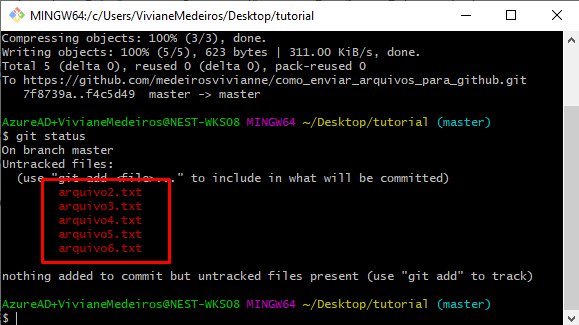 MINGW64:/c/Users/VivianeMedeiros/Desktop/tutorial
Compressing objects: 100% (3/3), done.
Writing objects: 100% (5/5), 623 bytes | 311.00 KiB/s, done.
Total 5 (delta 0), reused 0 (delta 0), pack-reused 0
To https://github.com/medeirosvivianne/como_enviar_arquivos_para_github.git
7f8739a..f4c5d49 master -> master
AzureAD+VivianeMedeiros@NEST-WKS08 MINGW64 ~/Desktop/tutorial (master)
$ git status
On branch master
Untracked files:
(use "git add <file>..." to include in what will be committed)
arquivo2.txt
arquivo3.txt
arquivo4.txt
arquivo5.txt
arquivo6.txt
nothing added to commit but untracked files present (use "git add" to track)
AzureAD+VivianeMedeiros@NEST-WKS08 MINGW64 ~/Desktop/tutorial (master)
$